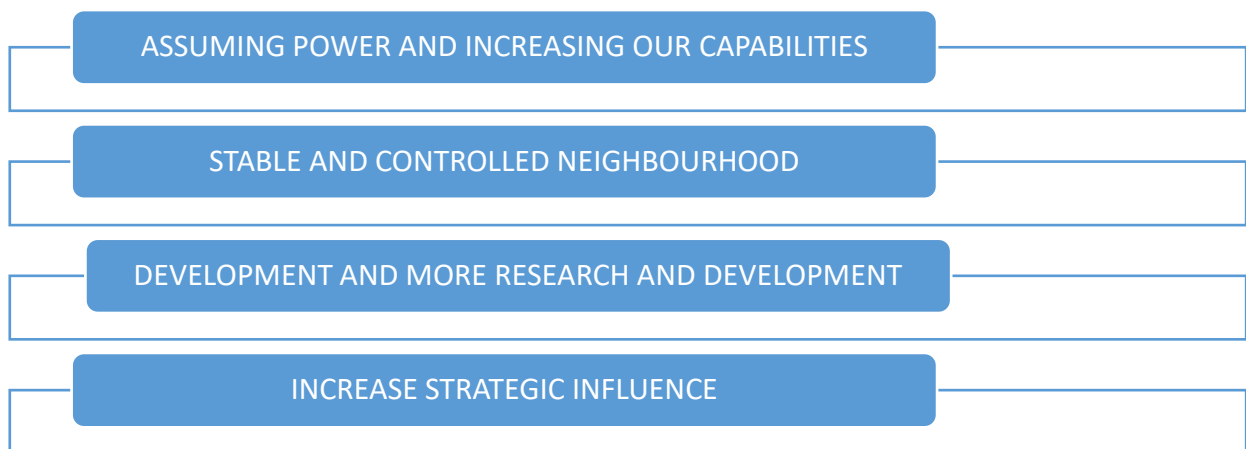 ASSUMING POWER AND INCREASING OUR CAPABILITIES
STABLE AND CONTROLLED NEIGHBOURHOOD
DEVELOPMENT AND MORE RESEARCH AND DEVELOPMENT
INCREASE STRATEGIC INFLUENCE